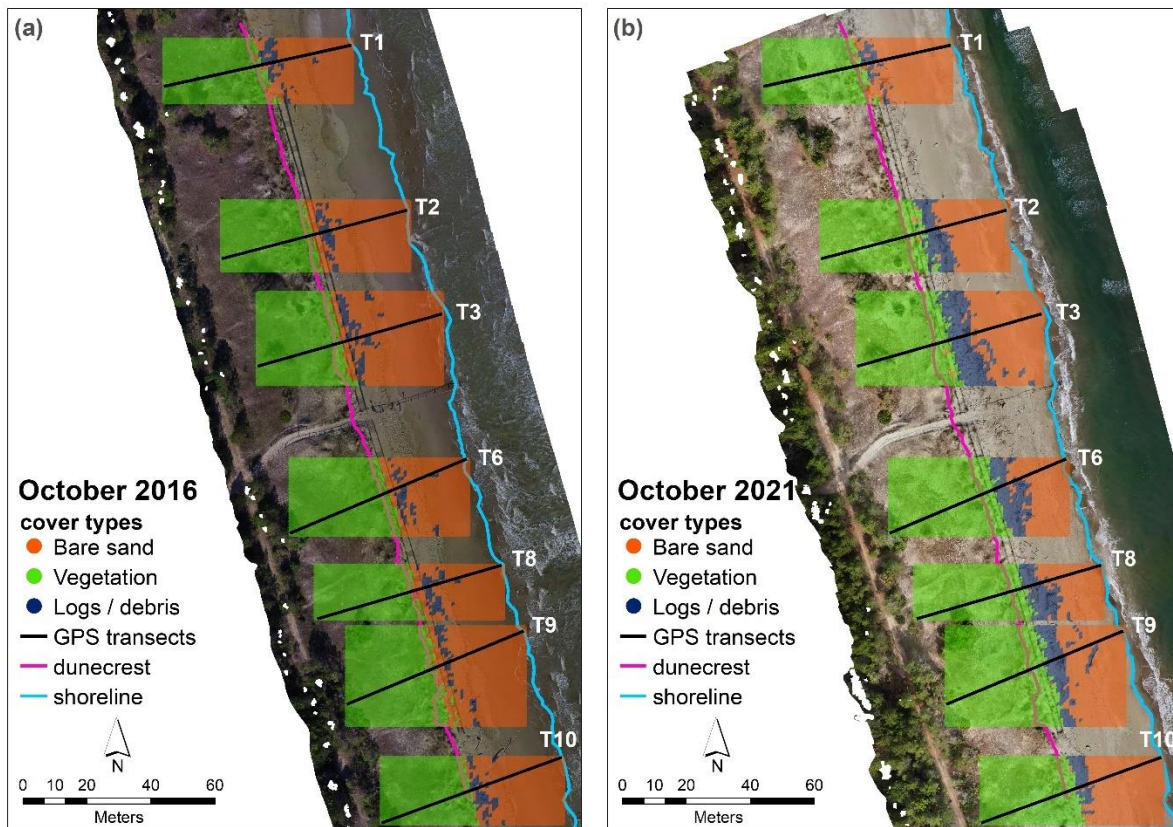 (a)
T1
T2
T3
T6
T8
T9
T10
October 2016
cover types
Bare sand
Vegetation
Logs / debris
GPS transects
dunecrest
shoreline
N
0 10 20 40 60
Meters
(b)
T1
T2
T3
T6
T8
T9
T10
October 2021
cover types
Bare sand
Vegetation
Logs / debris
GPS transects
dunecrest
shoreline
N
0 10 20 40 60
Meters